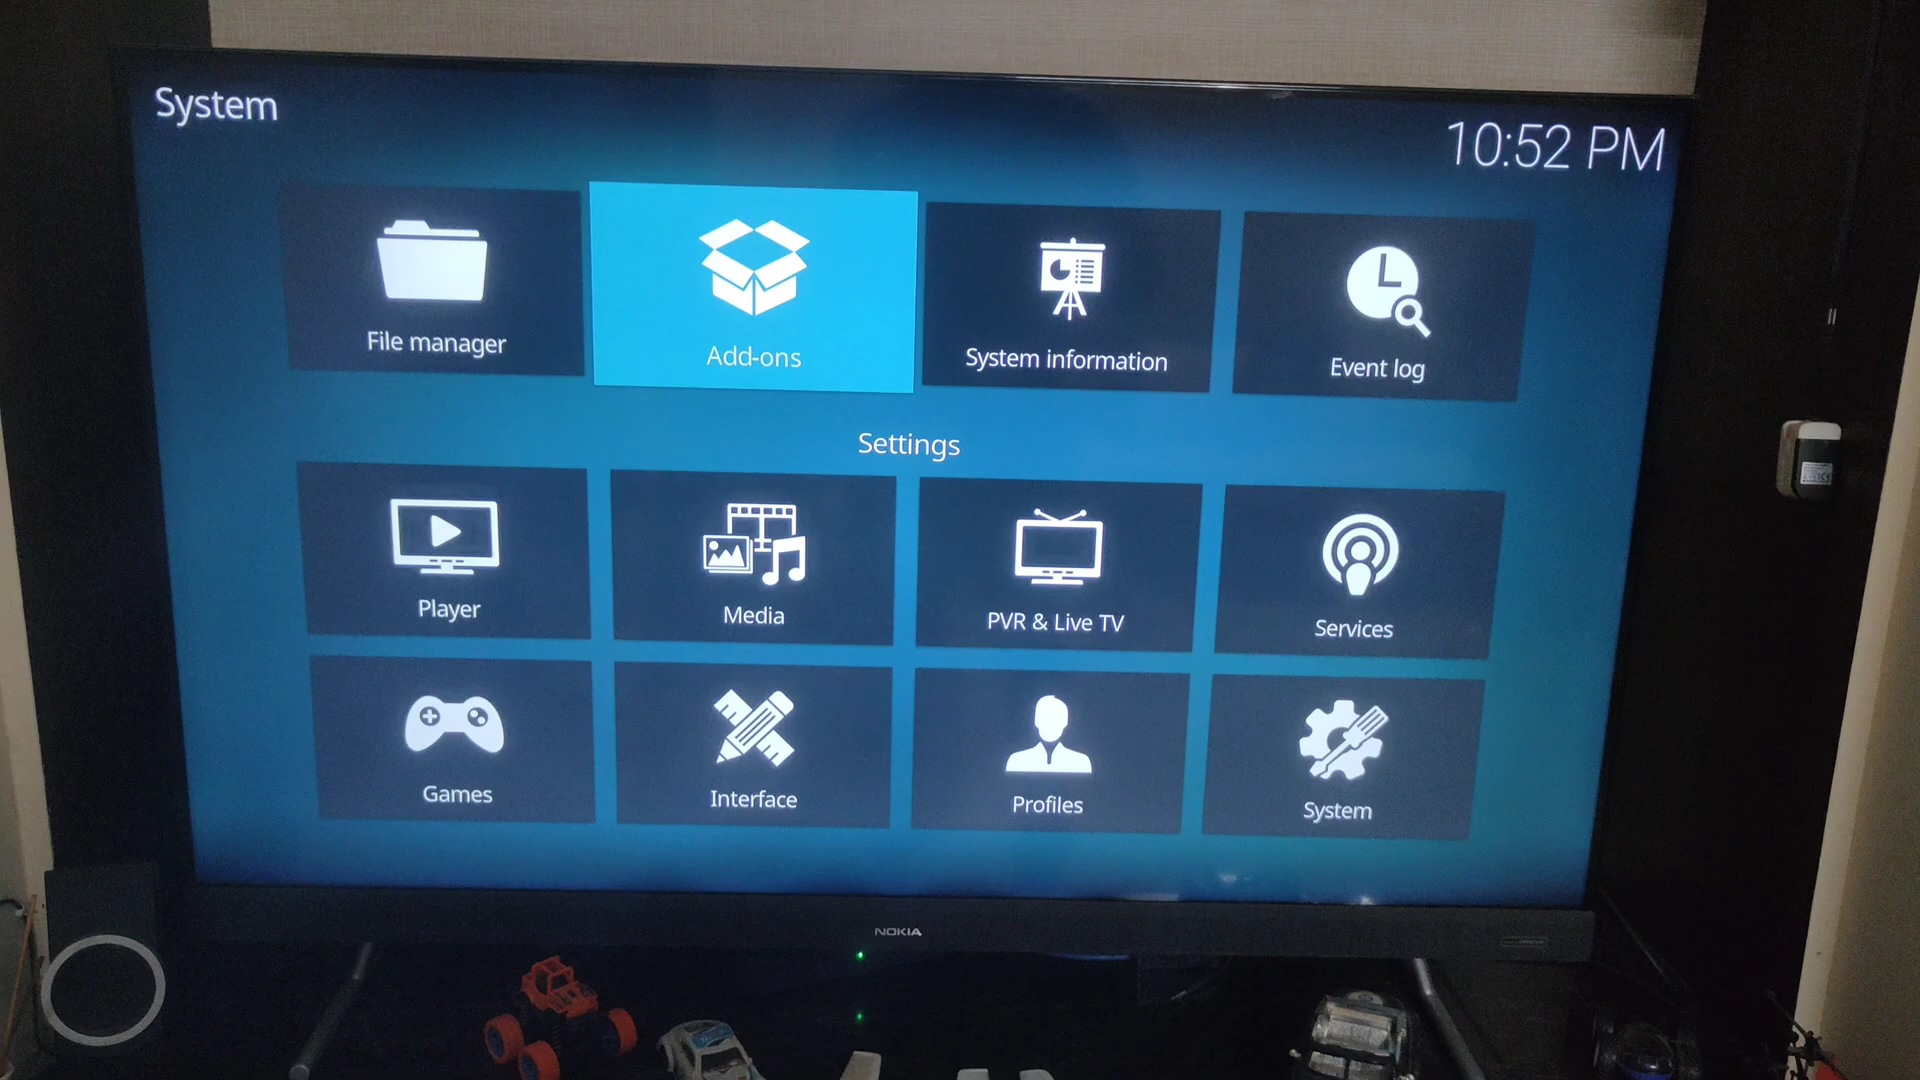 System
10:52 PM
File manager
Add-ons
System information
Event log
Settings
Player
Media
PVR & Live TV
Services
Games
Interface
Profiles
System
NOKIA